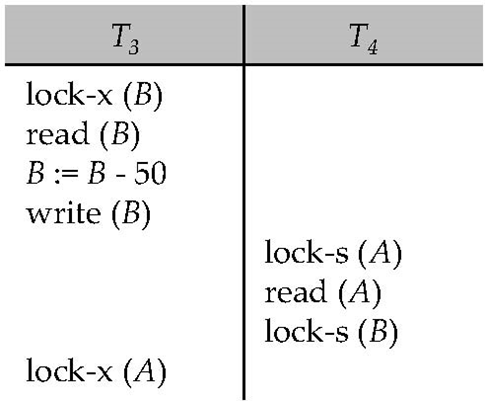 T3 T4
lock-x (B)
read (B)
B := B - 50
write (B)
lock-s (A)
read (A)
lock-s (B)
lock-x (A)